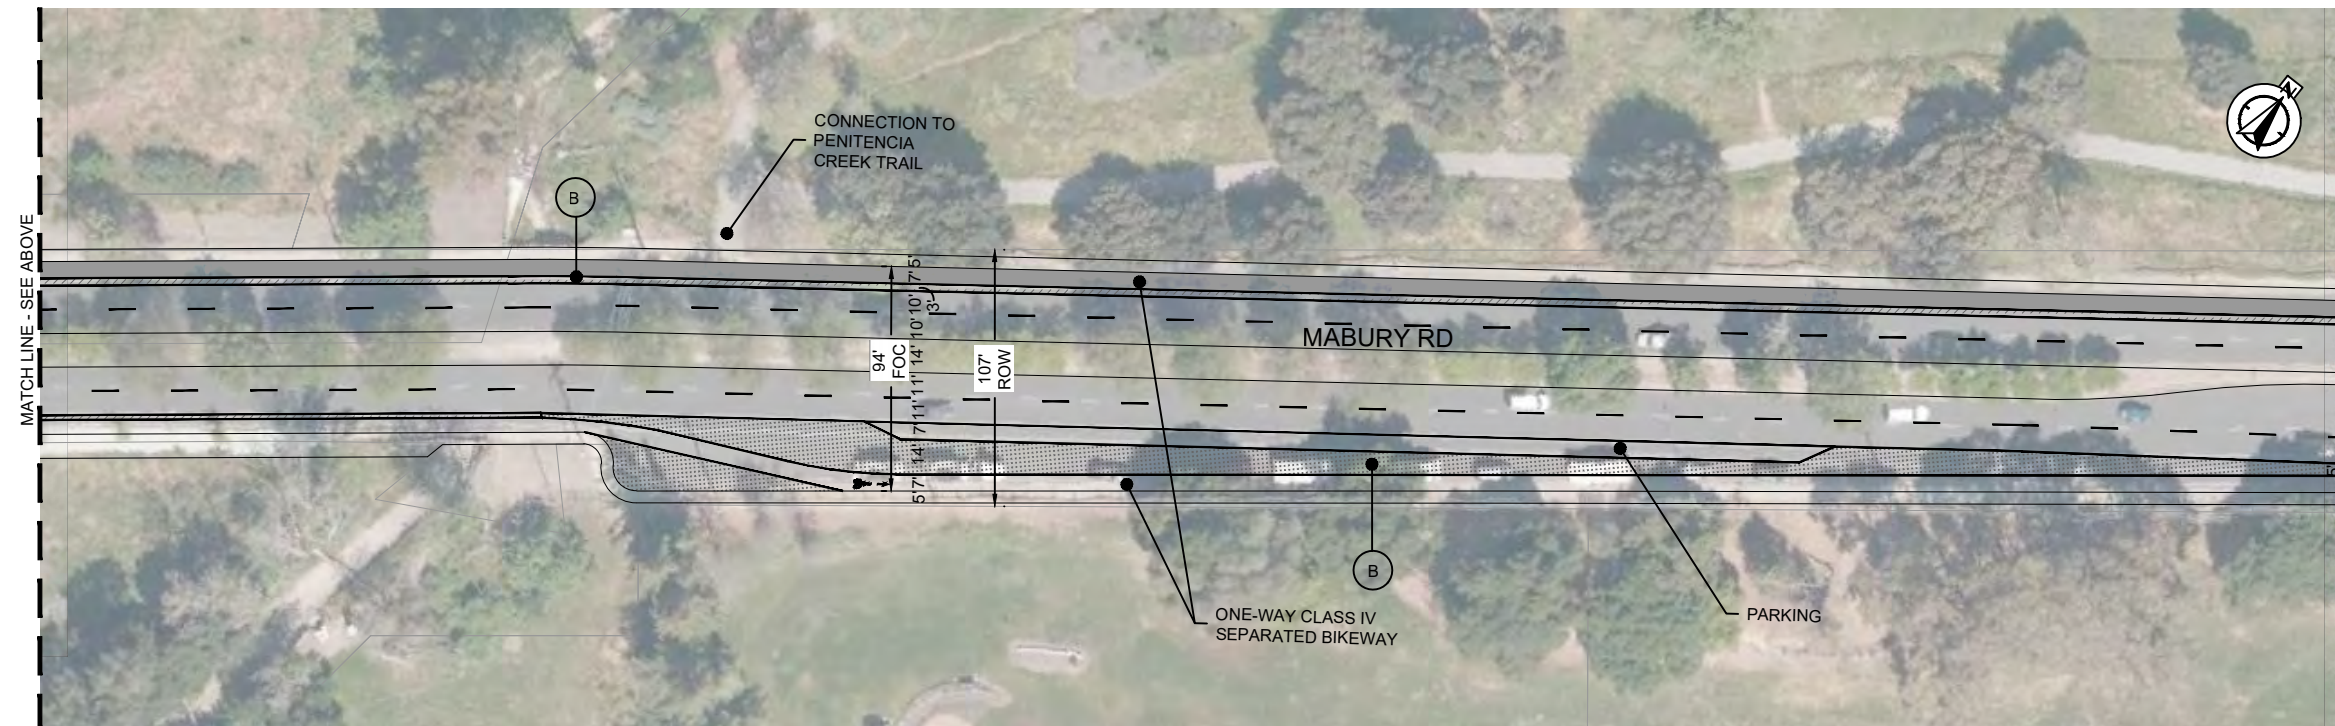 CONNECTION TO
PENITENCIA
CREEK TRAIL
N
B
MATCH LINE - SEE ABOVE
MABURY RD
94'
FOC
107'
ROW
5'7' 14' 7'11'11' 14' 10'10' 7'5'
3'
B
ONE-WAY CLASS IV
SEPARATED BIKEWAY
PARKING